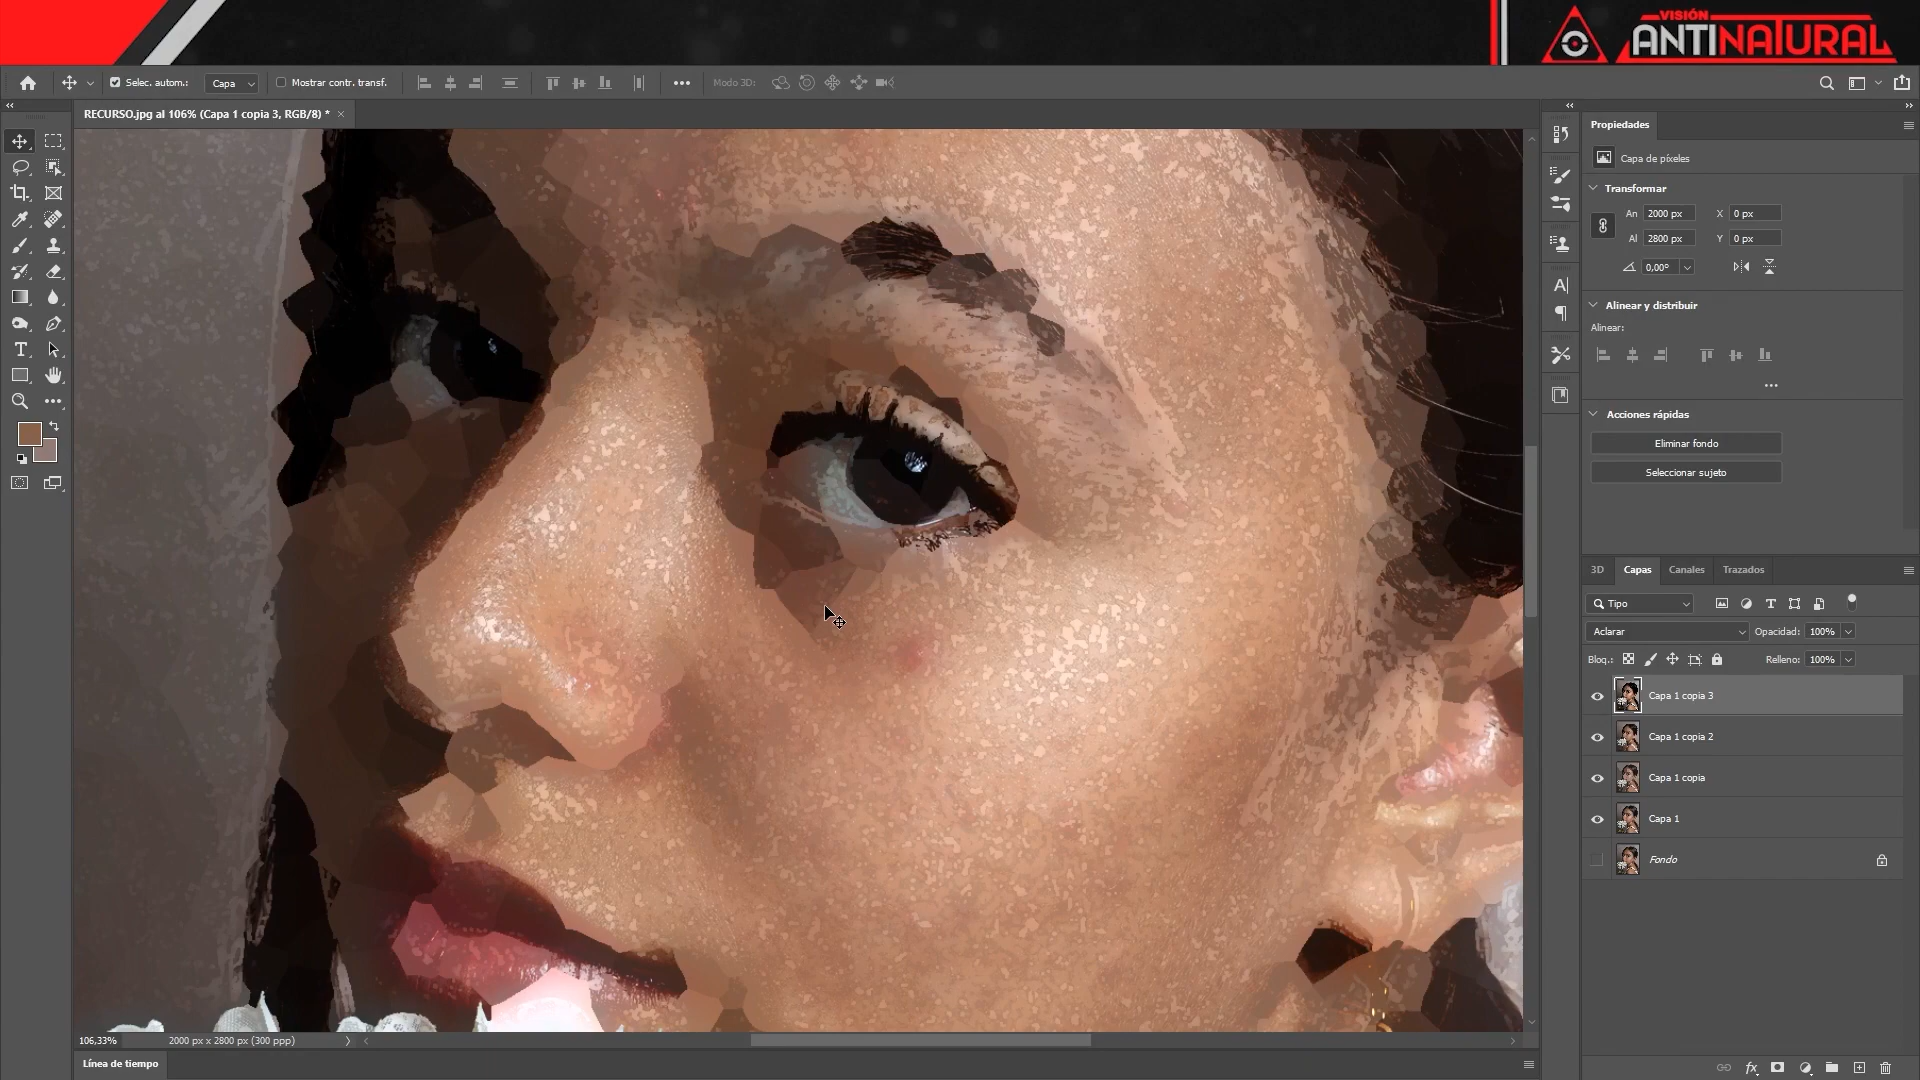 VISIÓN
ANTINATURAL
Selec. autom.:
Capa
Mostrar contr. transf.
Modo 3D:
RECURSO.jpg al 106% (Capa 1 copia 3, RGB/8) *
Propiedades
Capa de píxeles
Transformar
An 2000 px X 0 px
Al 2800 px Y 0 px
0,00°
Alinear y distribuir
Alinear:
Acciones rápidas
Eliminar fondo
Seleccionar sujeto
3D Capas Canales Trazados
Tipo
Aclarar Opacidad: 100%
Bloq.: Relleno: 100%
Capa 1 copia 3
Capa 1 copia 2
Capa 1 copia
Capa 1
Fondo
106,33% 2000 px x 2800 px (300 ppp)
Línea de tiempo